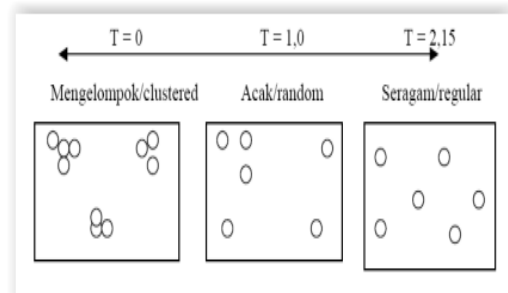 T = 0 T = 1,0 T = 2,15
Mengelompok/clustered Acak/random Seragam/regular